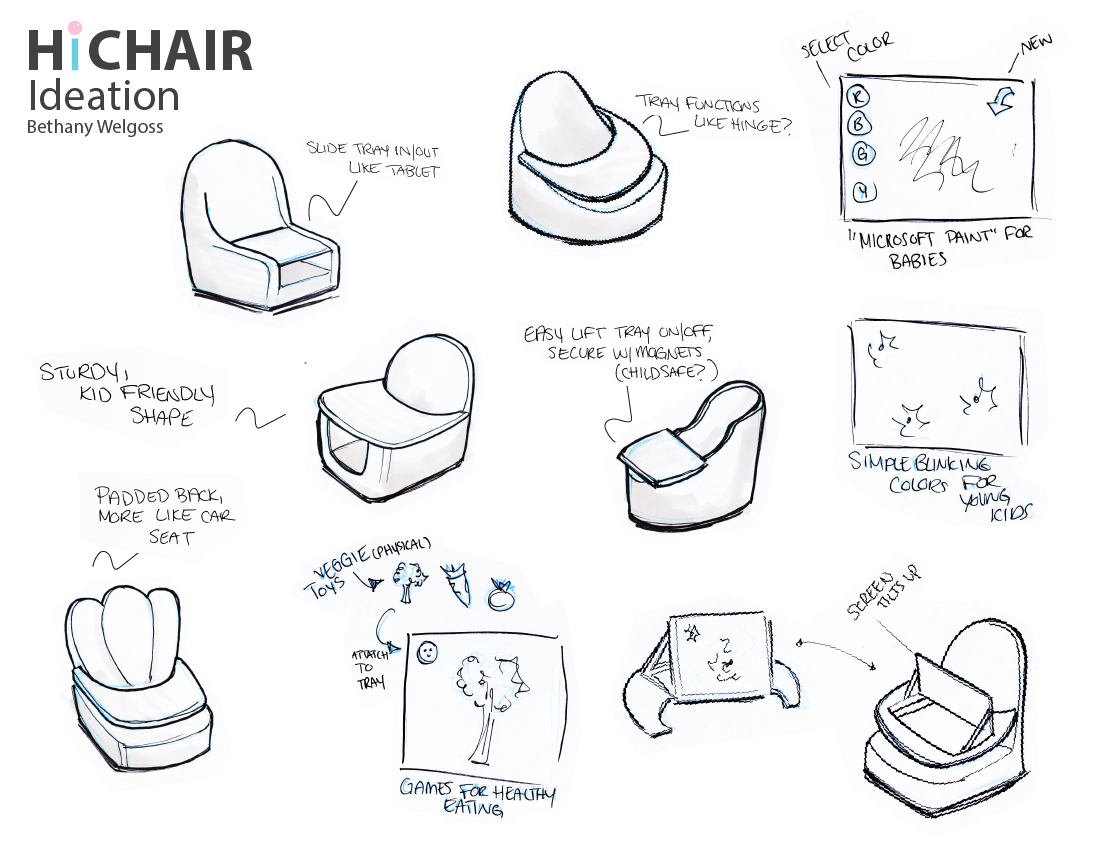 HiCHAIR
Ideation
Bethany Welgoss
SLIDE TRAY IN/OUT
LIKE TABLET
TRAY FUNCTIONS
LIKE HINGE?
SELECT
COLOR
NEW
R
B
G
Y
"MICROSOFT PAINT" FOR
BABIES
STURDY,
KID FRIENDLY
SHAPE
EASY LIFT TRAY ON/OFF,
SECURE W/ MAGNETS
(CHILDSAFE?)
SIMPLE BLINKING
COLORS FOR
YOUNG
KIDS
PADDED BACK,
MORE LIKE CAR
SEAT
VEGGIE (PHYSICAL)
TOYS
ATTATCH
TO
TRAY
GAMES FOR HEALTHY
EATING
SCREEN
TILTS UP